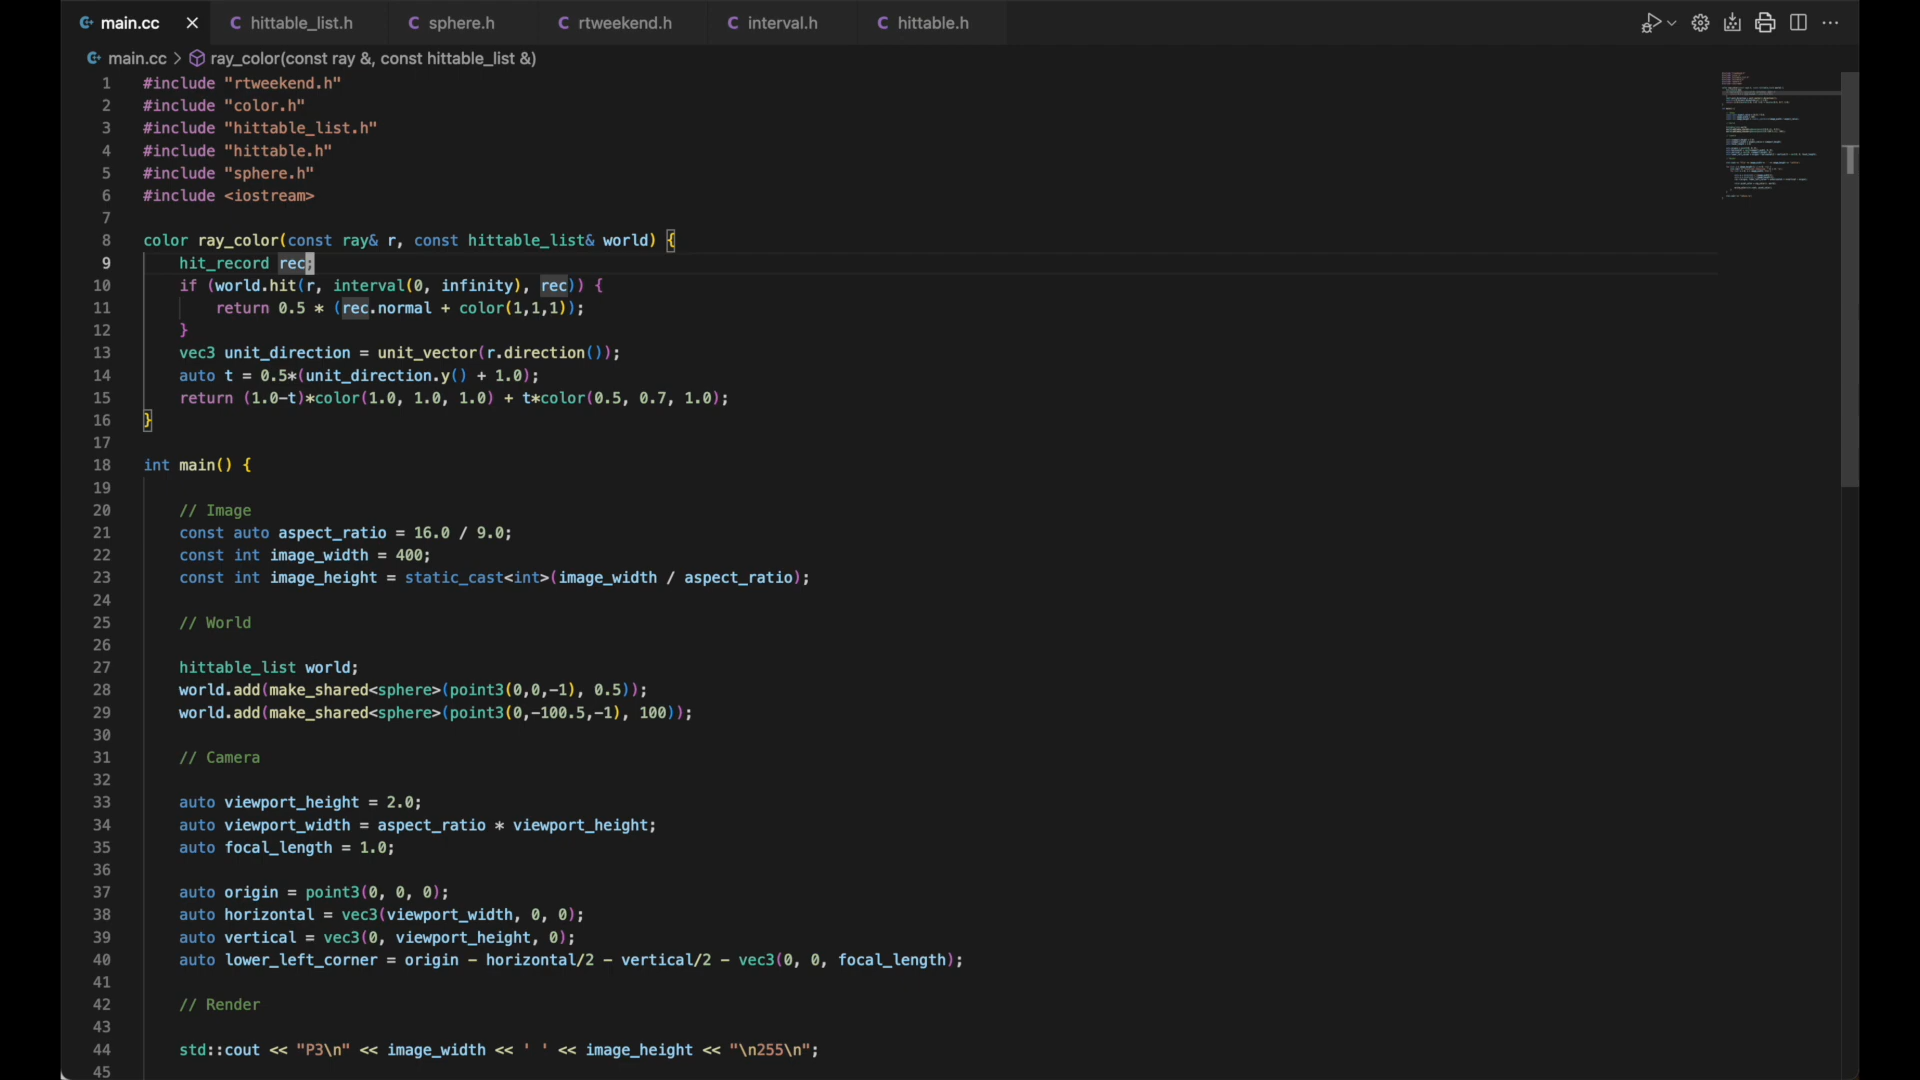 main.cc
hittable_list.h
sphere.h
rtweekend.h
interval.h
hittable.h
main.cc > ray_color(const ray &, const hittable_list &)
1 #include "rtweekend.h"
2 #include "color.h"
3 #include "hittable_list.h"
4 #include "hittable.h"
5 #include "sphere.h"
6 #include <iostream>
7
8 color ray_color(const ray& r, const hittable_list& world) {
9     hit_record rec;
10     if (world.hit(r, interval(0, infinity), rec)) {
11         return 0.5 * (rec.normal + color(1,1,1));
12     }
13     vec3 unit_direction = unit_vector(r.direction());
14     auto t = 0.5*(unit_direction.y() + 1.0);
15     return (1.0-t)*color(1.0, 1.0, 1.0) + t*color(0.5, 0.7, 1.0);
16 }
17
18 int main() {
19
20     // Image
21     const auto aspect_ratio = 16.0 / 9.0;
22     const int image_width = 400;
23     const int image_height = static_cast<int>(image_width / aspect_ratio);
24
25     // World
26
27     hittable_list world;
28     world.add(make_shared<sphere>(point3(0,0,-1), 0.5));
29     world.add(make_shared<sphere>(point3(0,-100.5,-1), 100));
30
31     // Camera
32
33     auto viewport_height = 2.0;
34     auto viewport_width = aspect_ratio * viewport_height;
35     auto focal_length = 1.0;
36
37     auto origin = point3(0, 0, 0);
38     auto horizontal = vec3(viewport_width, 0, 0);
39     auto vertical = vec3(0, viewport_height, 0);
40     auto lower_left_corner = origin - horizontal/2 - vertical/2 - vec3(0, 0, focal_length);
41
42     // Render
43
44     std::cout << "P3\n" << image_width << ' ' << image_height << "\n255\n";
45